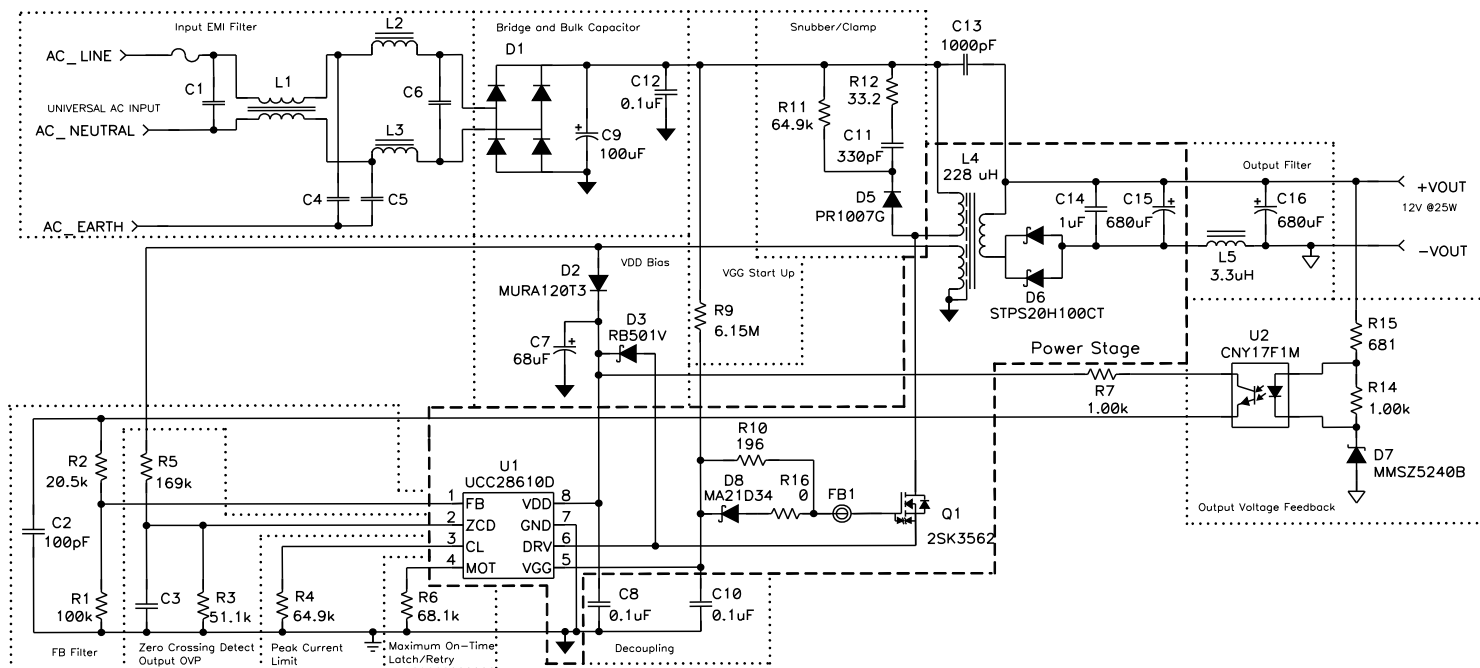 Input EMI Filter
L2
Bridge and Bulk Capacitor
D1
Snubber/Clamp
C13
1000pF
AC_LINE
C1
L1
UNIVERSAL AC INPUT
AC_NEUTRAL
C6
L3
C4
C5
AC_EARTH
C12
0.1uF
C9
100uF
R11
64.9k
R12
33.2
C11
330pF
D5
PR1007G
L4
228 uH
Output Filter
C14
1uF
C15
680uF
C16
680uF
+VOUT
12V @25W
-VOUT
L5
3.3uH
D6
STPS20H100CT
D2
MURA120T3
VDD Bias
VGG Start Up
D3
RB501V
C7
68uF
R9
6.15M
Power Stage
R7
1.00k
U2
CNY17F1M
R15
681
R14
1.00k
D7
MMSZ5240B
Output Voltage Feedback
R2
20.5k
R5
169k
C2
100pF
R1
100k
C3
R3
51.1k
R4
64.9k
R6
68.1k
U1
UCC28610D
1 FB VDD 8
2 ZCD GND 7
3 CL DRV 6
4 MOT VGG 5
R10
196
D8
MA21D34
R16
0
FB1
Q1
2SK3562
C8
0.1uF
C10
0.1uF
FB Filter
Zero Crossing Detect
Output OVP
Peak Current
Limit
Maximum On-Time
Latch/Retry
Decoupling